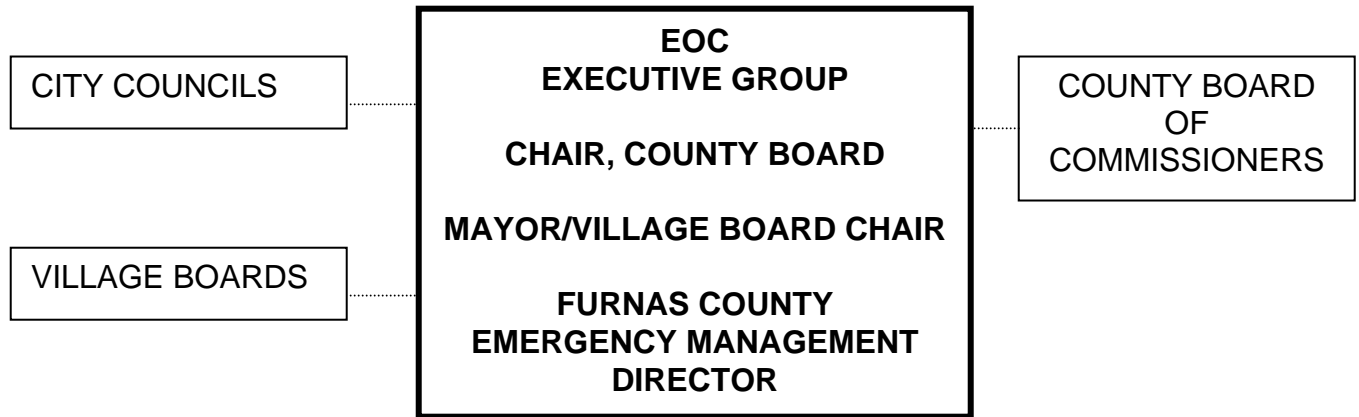 CITY COUNCILS
VILLAGE BOARDS
EOC
EXECUTIVE GROUP
CHAIR, COUNTY BOARD
MAYOR/VILLAGE BOARD CHAIR
FURNAS COUNTY
EMERGENCY MANAGEMENT
DIRECTOR
COUNTY BOARD
OF
COMMISSIONERS